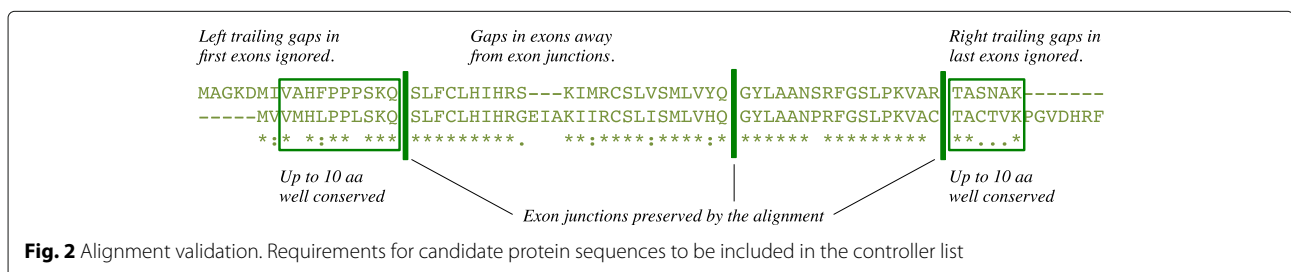 Left trailing gaps in
first exons ignored.
Gaps in exons away
from exon junctions.
Right trailing gaps in
last exons ignored.
MAGKDMIVAHFPPPSKQ SLFCLHIHRS---KIMRCSLVSMLVYQ GYLAANSRFGSLPKVAR TASNAK-------
-----MVVMHLPPLSKQ SLFCLHIHRGEIAKIIRCSLISMLVHQ GYLAANPRFGSLPKVAC TACTVKPGVDHRF
*:* *:** *** *********. **:****:****:* ****** ********** **...*
Up to 10 aa
well conserved
Up to 10 aa
well conserved
Exon junctions preserved by the alignment
Fig. 2 Alignment validation. Requirements for candidate protein sequences to be included in the controller list